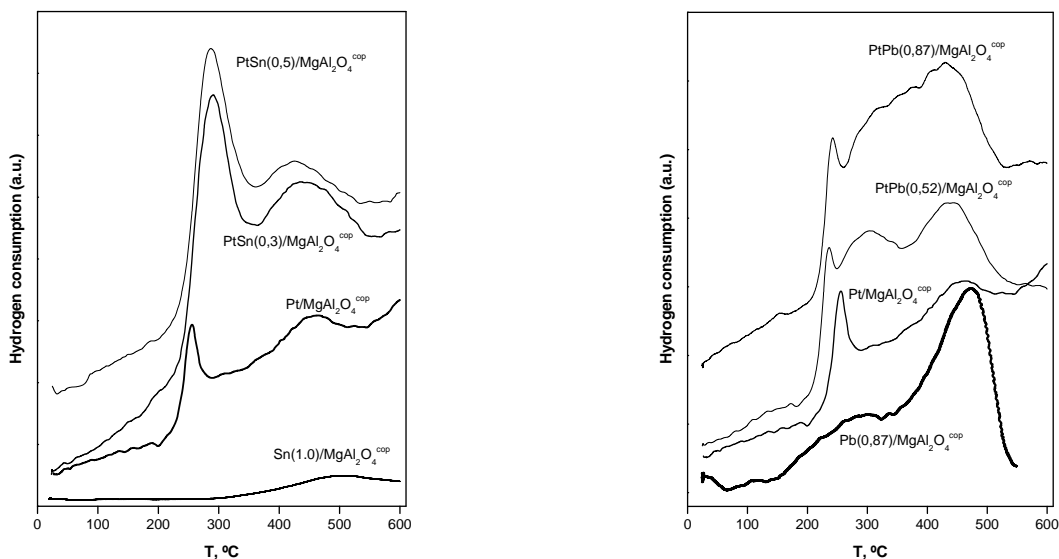 PtSn(0,5)/MgAl₂O₄ᶜᵒᵖ
PtSn(0,3)/MgAl₂O₄ᶜᵒᵖ
Pt/MgAl₂O₄ᶜᵒᵖ
Sn(1.0)/MgAl₂O₄ᶜᵒᵖ
Hydrogen consumption (a.u.)
0 100 200 300 400 500 600
T, ºC
PtPb(0,87)/MgAl₂O₄ᶜᵒᵖ
PtPb(0,52)/MgAl₂O₄ᶜᵒᵖ
Pt/MgAl₂O₄ᶜᵒᵖ
Pb(0,87)/MgAl₂O₄ᶜᵒᵖ
Hydrogen consumption (a.u.)
0 100 200 300 400 500 600
T, ºC